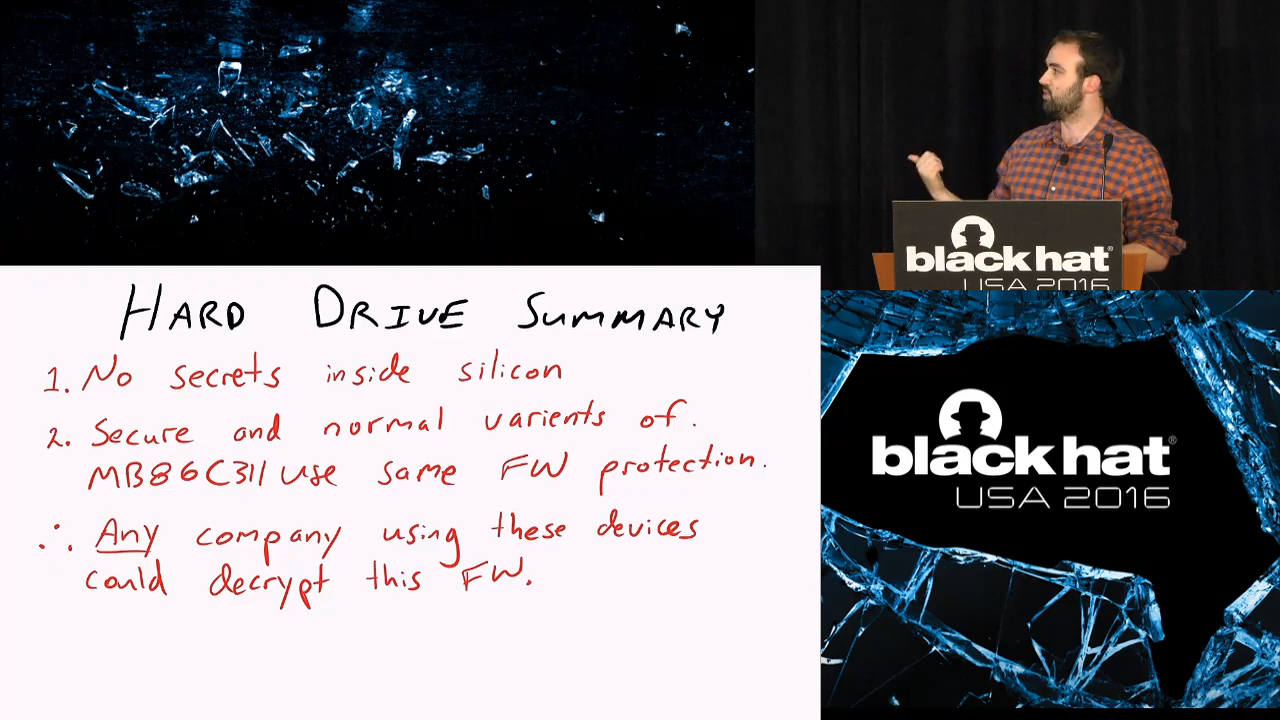 black hat
USA 2016
HARD DRIVE SUMMARY
1. No secrets inside silicon
2. Secure and normal varients of.
MB86C311 use same FW protection.
∴ Any company using these devices
could decrypt this FW.
black hat
USA 2016